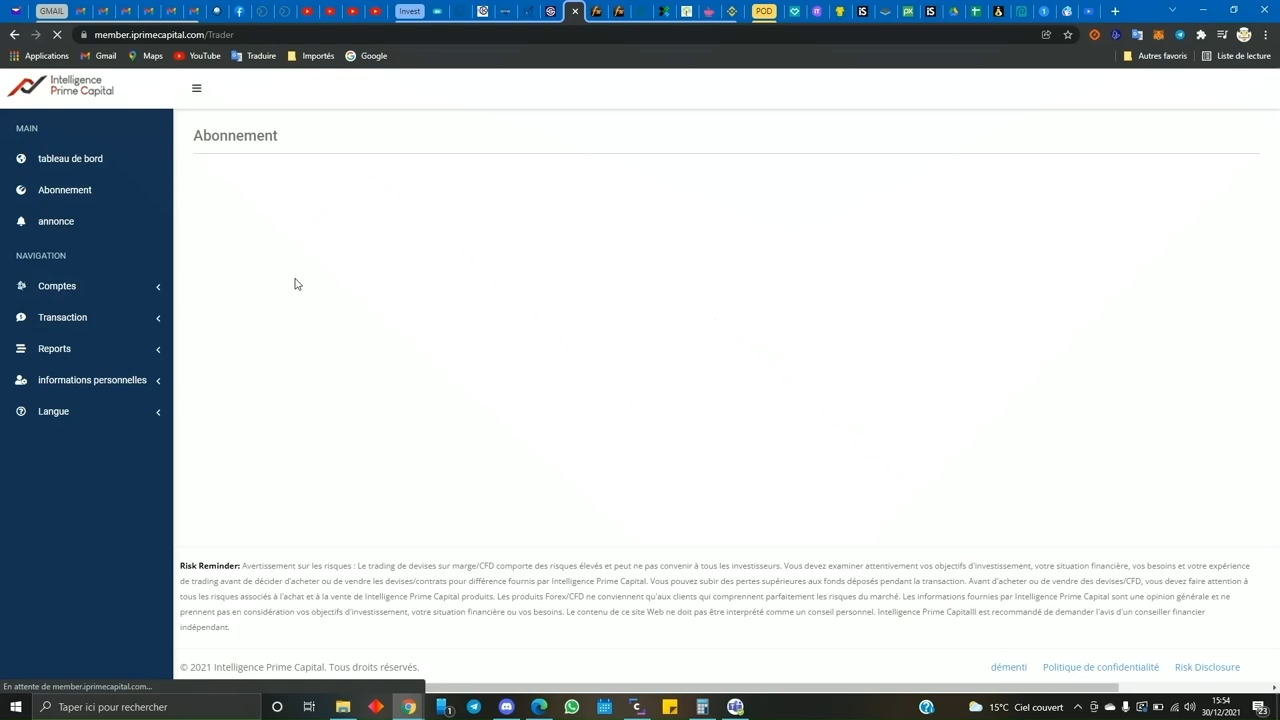 GMAIL
Invest
POD
member.iprimecapital.com/Trader
Applications
Gmail
Maps
YouTube
Traduire
Importés
Google
Autres favoris
Liste de lecture
Intelligence
Prime Capital
MAIN
tableau de bord
Abonnement
annonce
NAVIGATION
Comptes
Transaction
Reports
informations personnelles
Langue
Abonnement
Risk Reminder: Avertissement sur les risques : Le trading de devises sur marge/CFD comporte des risques élevés et peut ne pas convenir à tous les investisseurs. Vous devez examiner attentivement vos objectifs d'investissement, votre situation financière, vos besoins et votre expérience
de trading avant de décider d'acheter ou de vendre les devises/contrats pour différence fournis par Intelligence Prime Capital. Vous pouvez subir des pertes supérieures aux fonds déposés pendant la transaction. Avant d'acheter ou de vendre des devises/CFD, vous devez faire attention à
tous les risques associés à l'achat et à la vente de Intelligence Prime Capital produits. Les produits Forex/CFD ne conviennent qu'aux clients qui comprennent parfaitement les risques du marché. Les informations fournies par Intelligence Prime Capital sont une opinion générale et ne
prennent pas en considération vos objectifs d'investissement, votre situation financière ou vos besoins. Le contenu de ce site Web ne doit pas être interprété comme un conseil personnel. Intelligence Prime Capitalll est recommandé de demander l'avis d'un conseiller financier
indépendant.
© 2021 Intelligence Prime Capital. Tous droits réservés.
démenti
Politique de confidentialité
Risk Disclosure
En attente de member.iprimecapital.com...
Taper ici pour rechercher
15°C Ciel couvert
15:54
30/12/2021